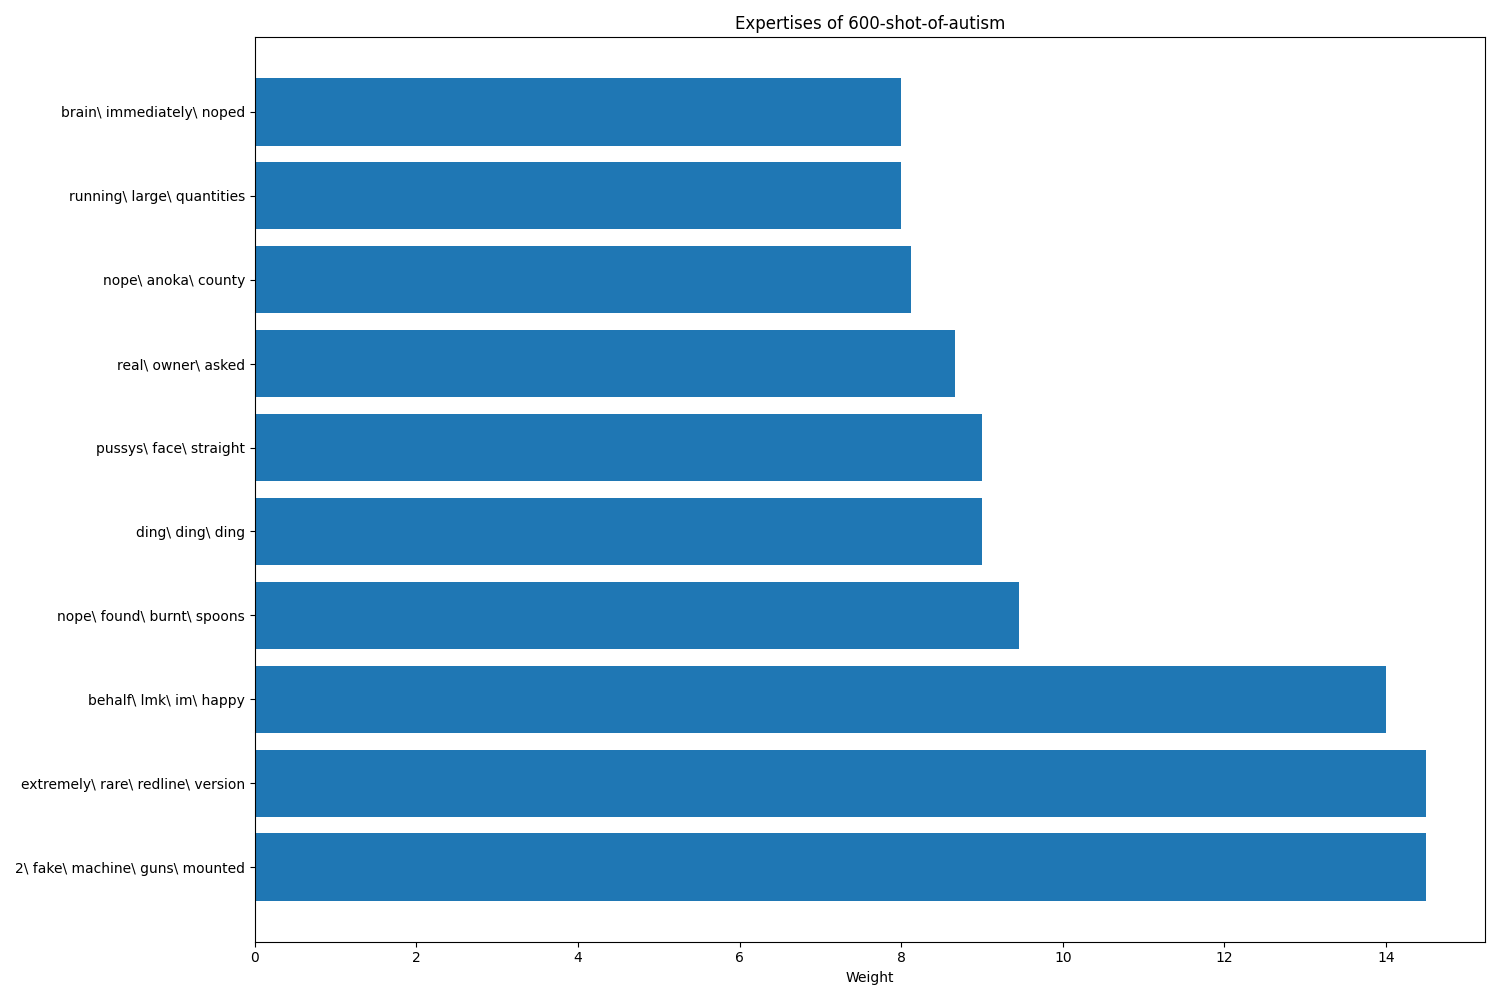 Expertises of 600-shot-of-autism
brain\ immediately\ noped
running\ large\ quantities
nope\ anoka\ county
real\ owner\ asked
pussys\ face\ straight
ding\ ding\ ding
nope\ found\ burnt\ spoons
behalf\ lmk\ im\ happy
extremely\ rare\ redline\ version
2\ fake\ machine\ guns\ mounted
0 2 4 6 8 10 12 14
Weight